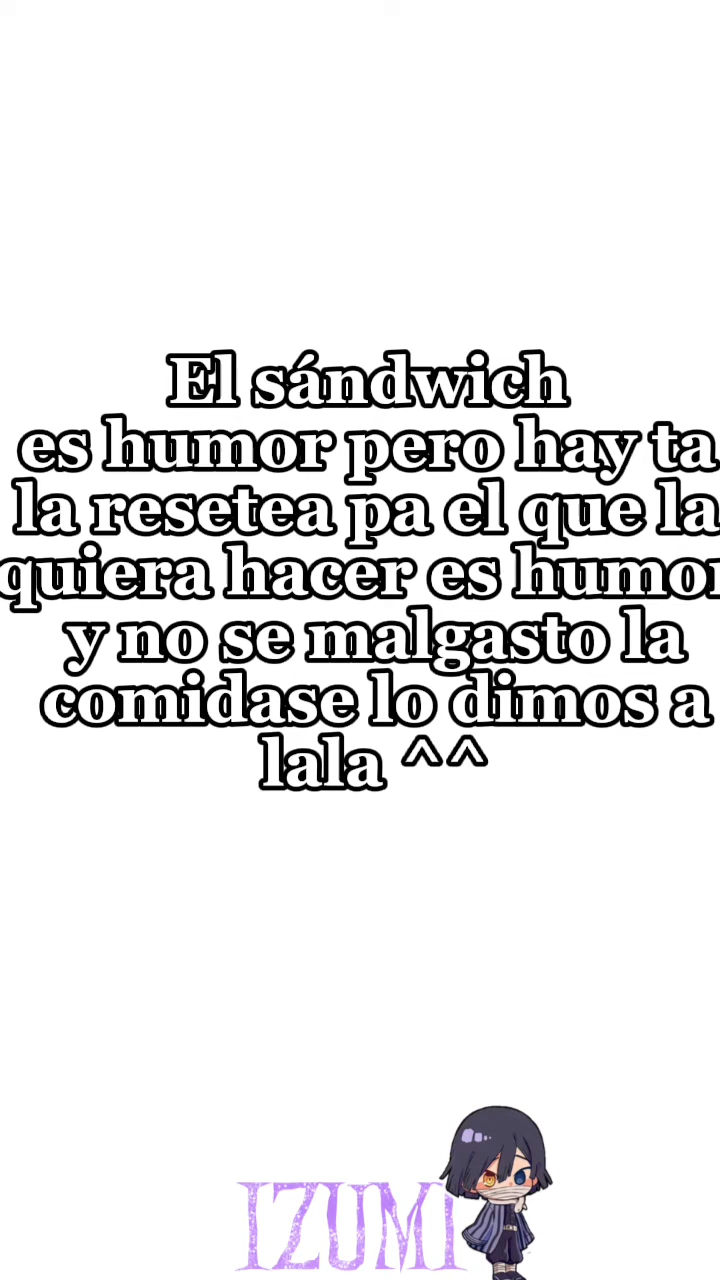 El sándwich
es humor pero hay ta
la resetea pa el que la
quiera hacer es humor
y no se malgasto la
comidase lo dimos a
lala ^^
IZUMI